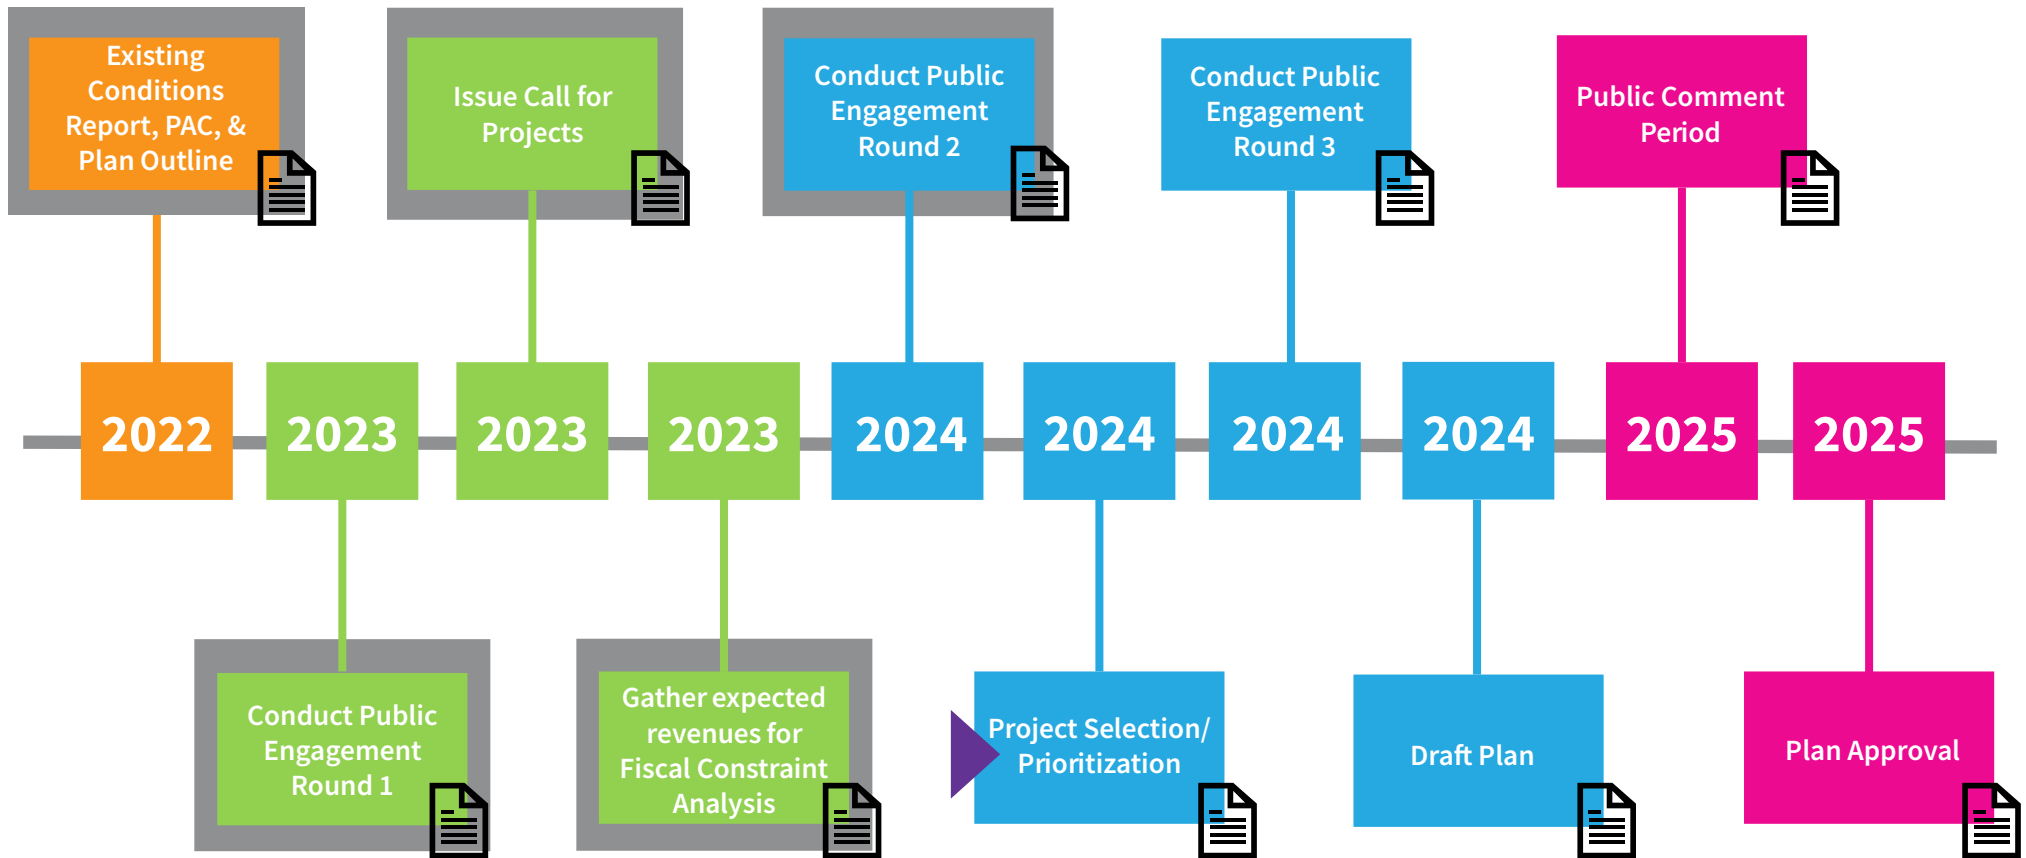 Existing
Conditions
Report, PAC, &
Plan Outline
Issue Call for
Projects
Conduct Public
Engagement
Round 2
Conduct Public
Engagement
Round 3
Public Comment
Period
2022
2023
2023
2023
2024
2024
2024
2024
2025
2025
Conduct Public
Engagement
Round 1
Gather expected
revenues for
Fiscal Constraint
Analysis
Project Selection/
Prioritization
Draft Plan
Plan Approval